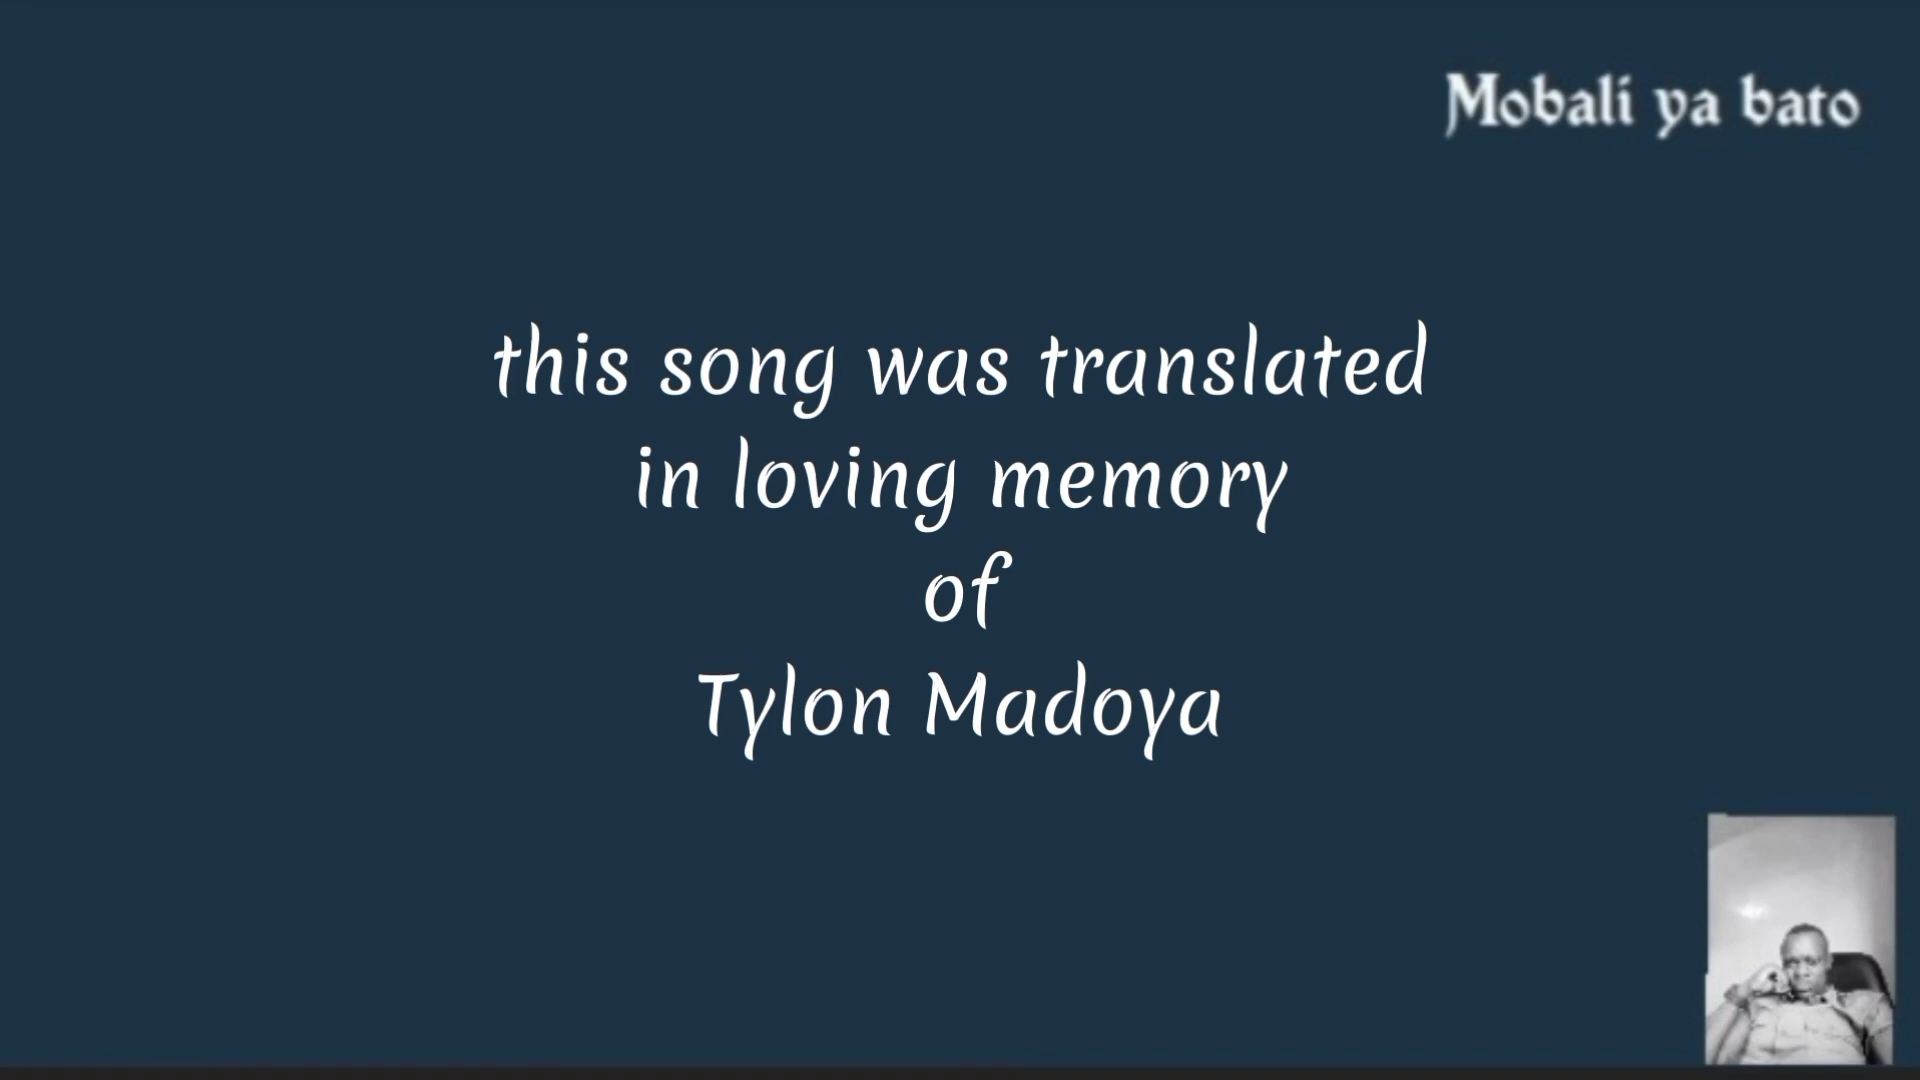 Mobali ya bato
this song was translated
in loving memory
of
Tylon Madoya